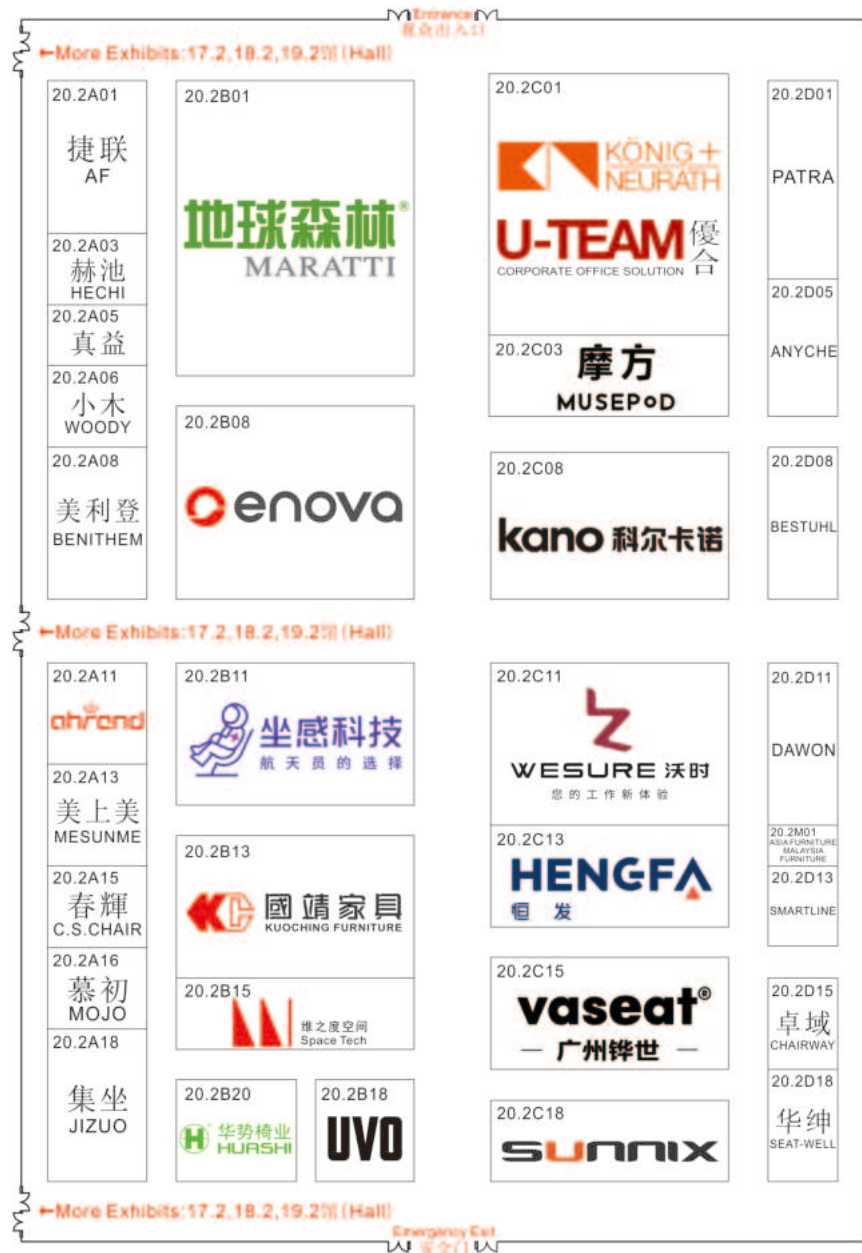 Entrance
观众出入口
←More Exhibits:17.2,18.2,19.2馆(Hall)
20.2A01
捷联
AF
20.2A03
赫池
HECHI
20.2A05
真益
20.2A06
小木
WOODY
20.2A08
美利登
BENITHEM
20.2B01
地球森林®
MARATTI
20.2B08
enova
20.2C01
KÖNIG+
NEURATH
U-TEAM 優合
CORPORATE OFFICE SOLUTION
20.2C03
摩方
MUSEPOD
20.2C08
kano 科尔卡诺
20.2D01
PATRA
20.2D05
ANYCHE
20.2D08
BESTUHL
←More Exhibits:17.2,18.2,19.2馆(Hall)
20.2A11
ahrend
20.2A13
美上美
MESUNME
20.2A15
春輝
C.S.CHAIR
20.2A16
慕初
MOJO
20.2A18
集坐
JIZUO
20.2B11
坐感科技
航天员的选择
20.2B13
國靖家具
KUOCHING FURNITURE
20.2B15
维之度空间
Space Tech
20.2B20
华势椅业
HUASHI
20.2B18
UVO
20.2C11
WESURE 沃时
您的工作新体验
20.2C13
HENGFA
恒发
20.2C15
vaseat®
— 广州铧世 —
20.2C18
sunnix
20.2D11
DAWON
20.2M01
ASIA FURNITURE
MALAYSIA
FURNITURE
20.2D13
SMARTLINE
20.2D15
卓域
CHAIRWAY
20.2D18
华绅
SEAT-WELL
←More Exhibits:17.2,18.2,19.2馆(Hall)
Emergency Exit
安全门